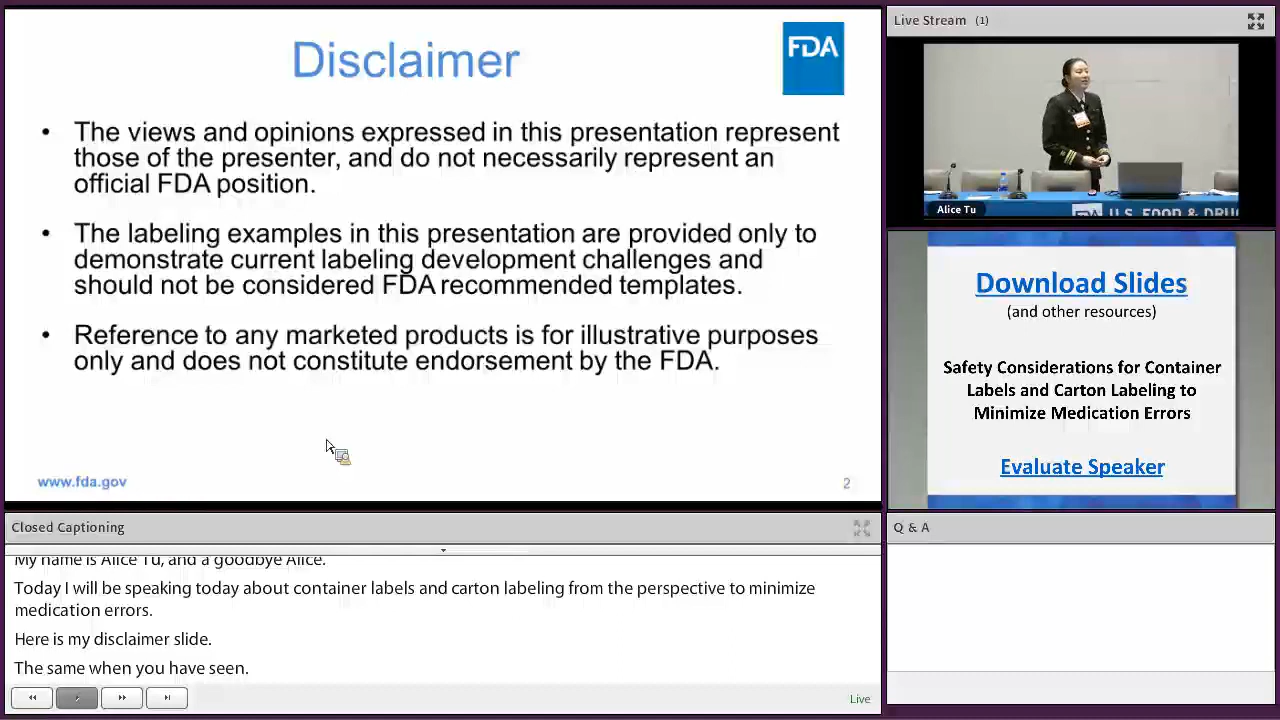 Disclaimer
FDA
• The views and opinions expressed in this presentation represent
those of the presenter, and do not necessarily represent an
official FDA position.
• The labeling examples in this presentation are provided only to
demonstrate current labeling development challenges and
should not be considered FDA recommended templates.
• Reference to any marketed products is for illustrative purposes
only and does not constitute endorsement by the FDA.
www.fda.gov
2
Closed Captioning
My name is Alice Tu, and a goodbye Alice.
Today I will be speaking today about container labels and carton labeling from the perspective to minimize
medication errors.
Here is my disclaimer slide.
The same when you have seen.
Live
Live Stream (1)
Alice Tu
FDA U.S. FOOD & DRUG
Download Slides
(and other resources)
Safety Considerations for Container
Labels and Carton Labeling to
Minimize Medication Errors
Evaluate Speaker
Q & A